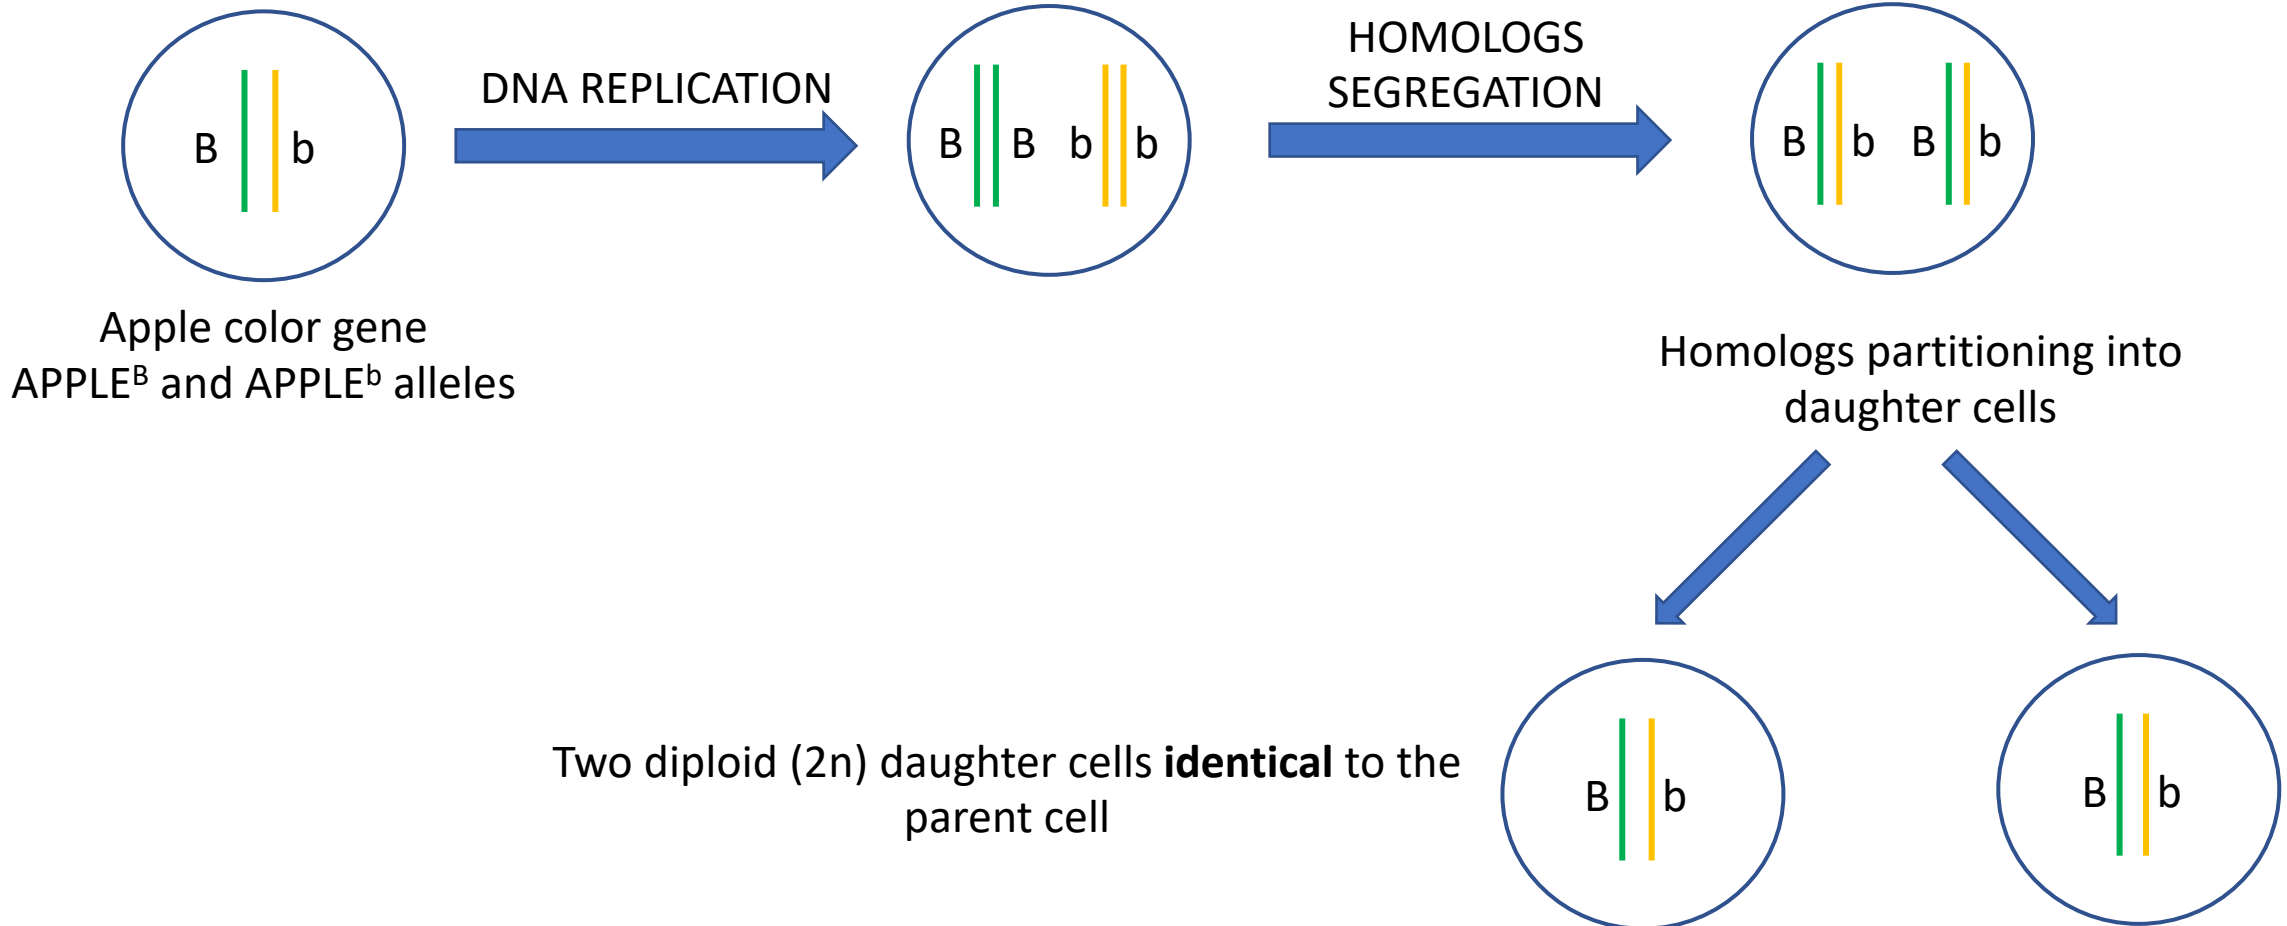 DNA REPLICATION
HOMOLOGS
SEGREGATION
B b
B B b b
B b B b
Apple color gene
APPLEᴮ and APPLEᵇ alleles
Homologs partitioning into
daughter cells
Two diploid (2n) daughter cells identical to the
parent cell
B b
B b